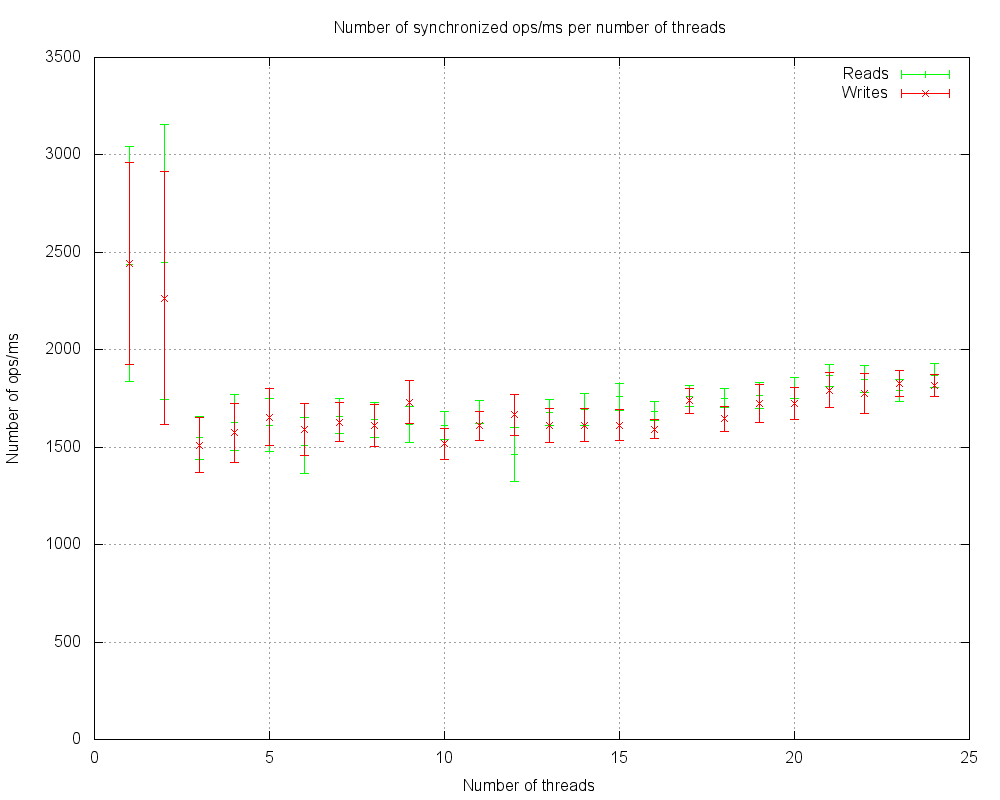 Number of synchronized ops/ms per number of threads
3500
Reads
Writes
3000
2500
2000
1500
1000
500
0
Number of ops/ms
0 5 10 15 20 25
Number of threads